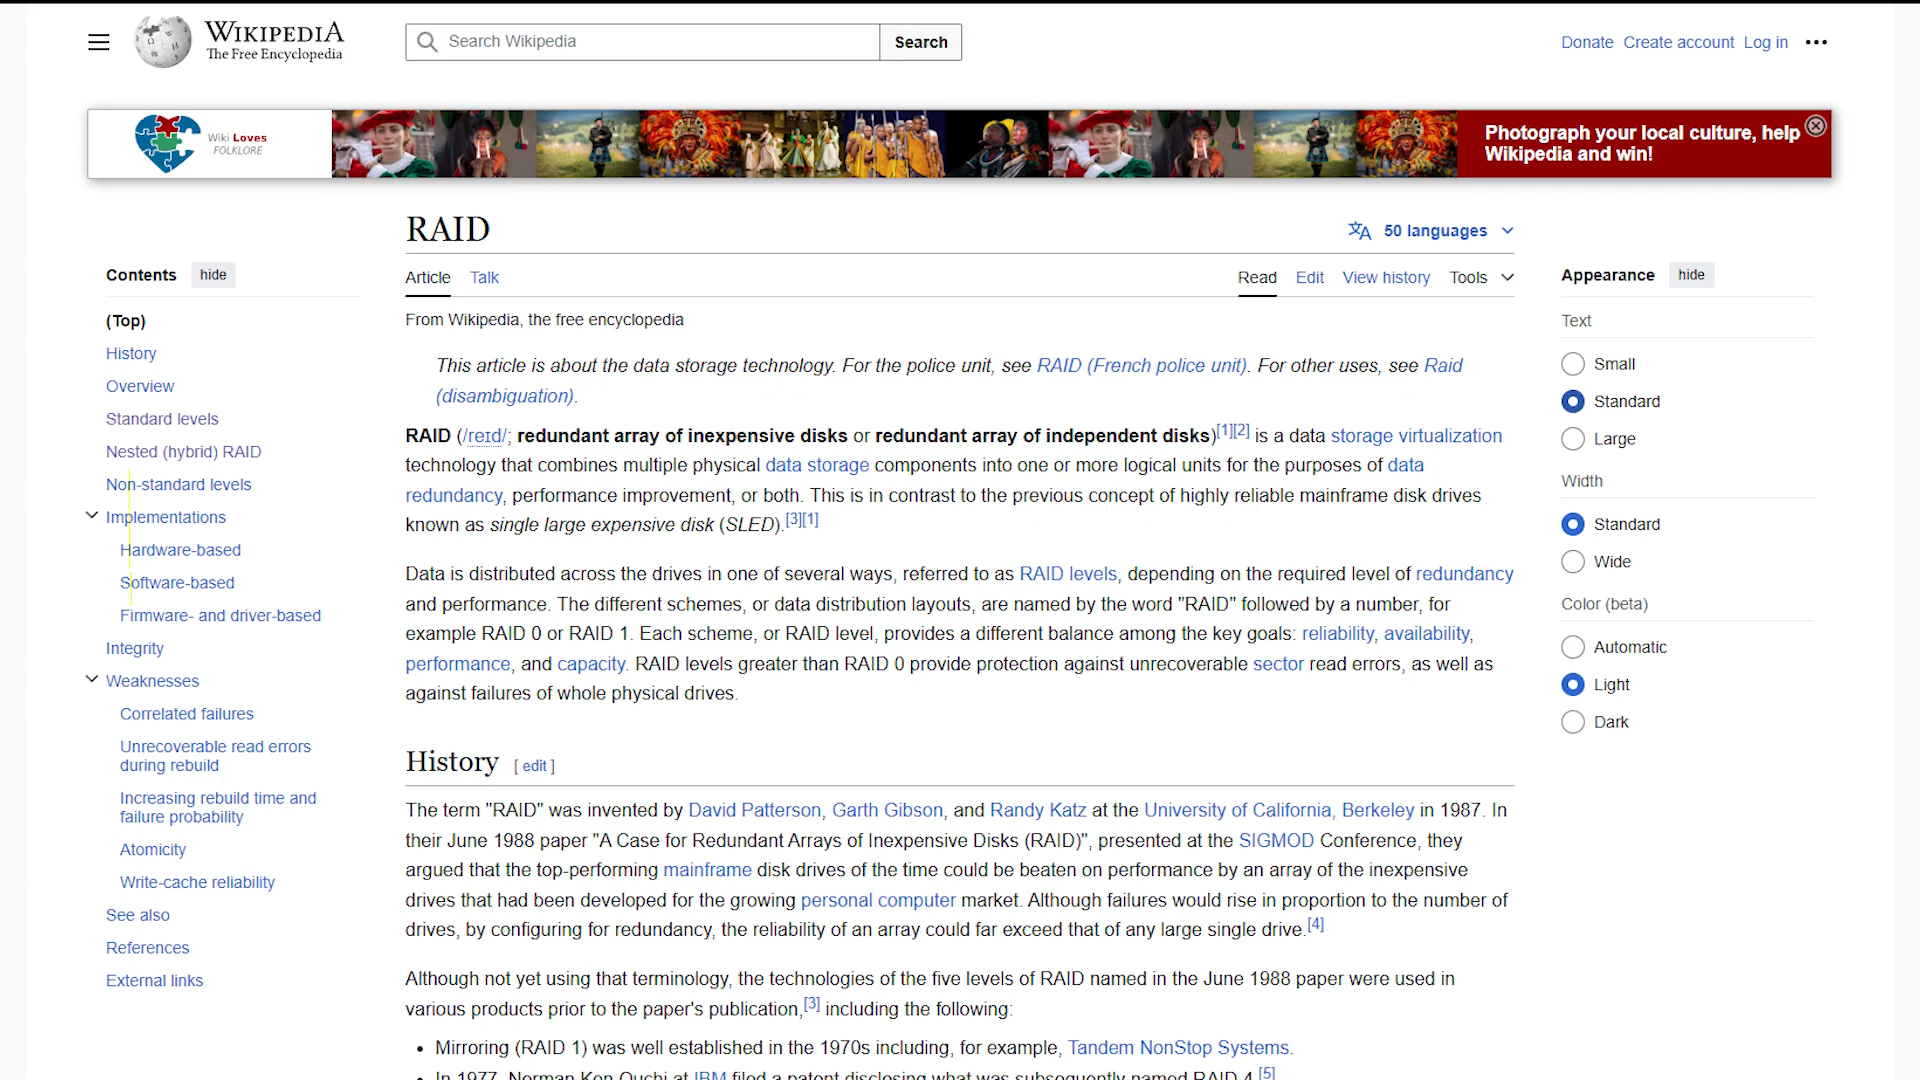 WIKIPEDIA
The Free Encyclopedia
Search Wikipedia
Search
Donate Create account Log in
Wiki Loves
FOLKLORE
Photograph your local culture, help
Wikipedia and win!
RAID
50 languages
Contents hide
(Top)
History
Overview
Standard levels
Nested (hybrid) RAID
Non-standard levels
Implementations
Hardware-based
Software-based
Firmware- and driver-based
Integrity
Weaknesses
Correlated failures
Unrecoverable read errors
during rebuild
Increasing rebuild time and
failure probability
Atomicity
Write-cache reliability
See also
References
External links
Article Talk
Read Edit View history Tools
From Wikipedia, the free encyclopedia
This article is about the data storage technology. For the police unit, see RAID (French police unit). For other uses, see Raid
(disambiguation).
RAID (/reɪd/; redundant array of inexpensive disks or redundant array of independent disks)[1][2] is a data storage virtualization
technology that combines multiple physical data storage components into one or more logical units for the purposes of data
redundancy, performance improvement, or both. This is in contrast to the previous concept of highly reliable mainframe disk drives
known as single large expensive disk (SLED).[3][1]
Data is distributed across the drives in one of several ways, referred to as RAID levels, depending on the required level of redundancy
and performance. The different schemes, or data distribution layouts, are named by the word "RAID" followed by a number, for
example RAID 0 or RAID 1. Each scheme, or RAID level, provides a different balance among the key goals: reliability, availability,
performance, and capacity. RAID levels greater than RAID 0 provide protection against unrecoverable sector read errors, as well as
against failures of whole physical drives.
History [ edit ]
The term "RAID" was invented by David Patterson, Garth Gibson, and Randy Katz at the University of California, Berkeley in 1987. In
their June 1988 paper "A Case for Redundant Arrays of Inexpensive Disks (RAID)", presented at the SIGMOD Conference, they
argued that the top-performing mainframe disk drives of the time could be beaten on performance by an array of the inexpensive
drives that had been developed for the growing personal computer market. Although failures would rise in proportion to the number of
drives, by configuring for redundancy, the reliability of an array could far exceed that of any large single drive.[4]
Although not yet using that terminology, the technologies of the five levels of RAID named in the June 1988 paper were used in
various products prior to the paper's publication,[3] including the following:
• Mirroring (RAID 1) was well established in the 1970s including, for example, Tandem NonStop Systems.
• In 1977, Norman Ken Ouchi at IBM filed a patent disclosing what was subsequently named RAID 4.[5]
Appearance hide
Text
Small
Standard
Large
Width
Standard
Wide
Color (beta)
Automatic
Light
Dark